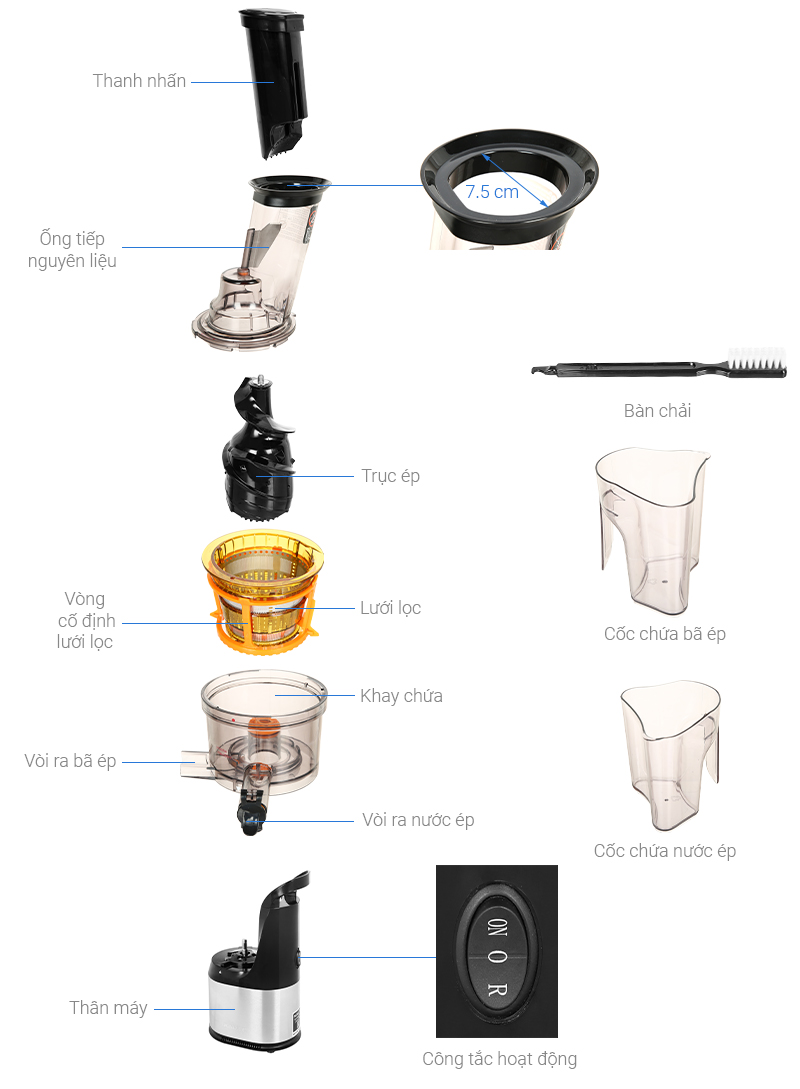 Thanh nhấn
7.5 cm
Ống tiếp
nguyên liệu
Bàn chải
Trục ép
Vòng
cố định
lưới lọc
Lưới lọc
Cốc chứa bã ép
Khay chứa
Vòi ra bã ép
Vòi ra nước ép
Cốc chứa nước ép
ON O R
Thân máy
Công tắc hoạt động